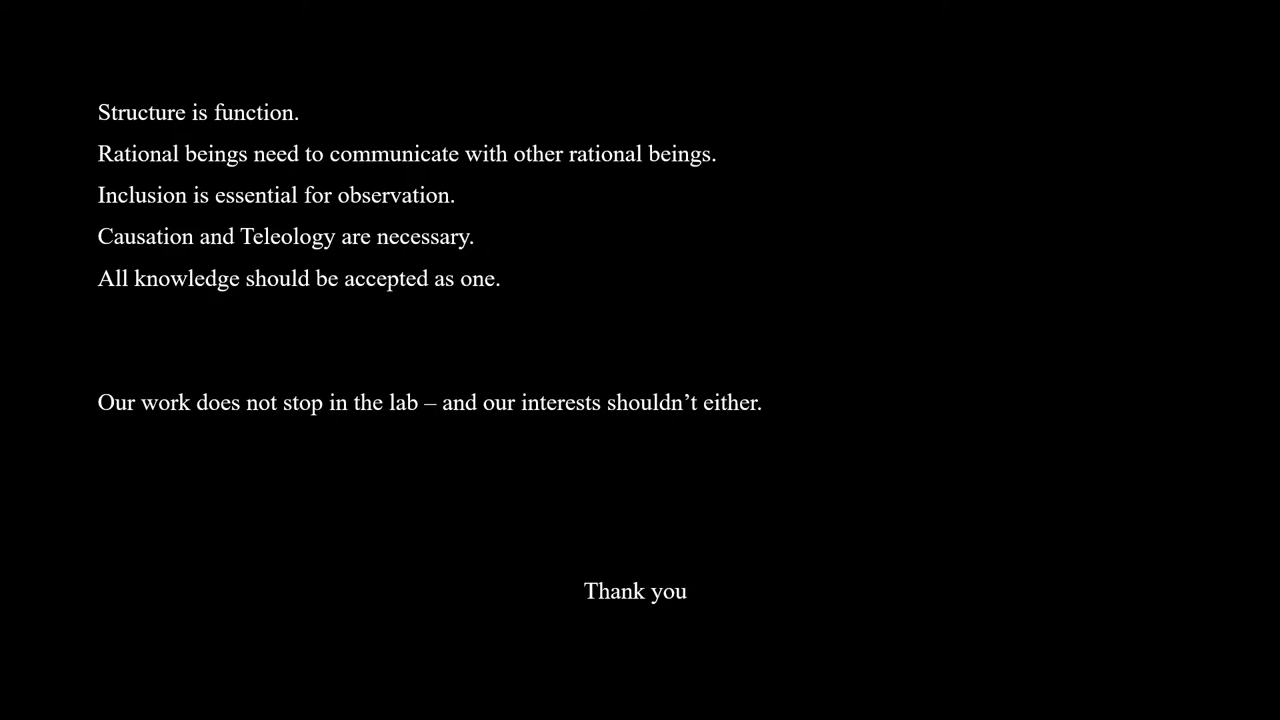 Structure is function.
Rational beings need to communicate with other rational beings.
Inclusion is essential for observation.
Causation and Teleology are necessary.
All knowledge should be accepted as one.
Our work does not stop in the lab – and our interests shouldn’t either.
Thank you